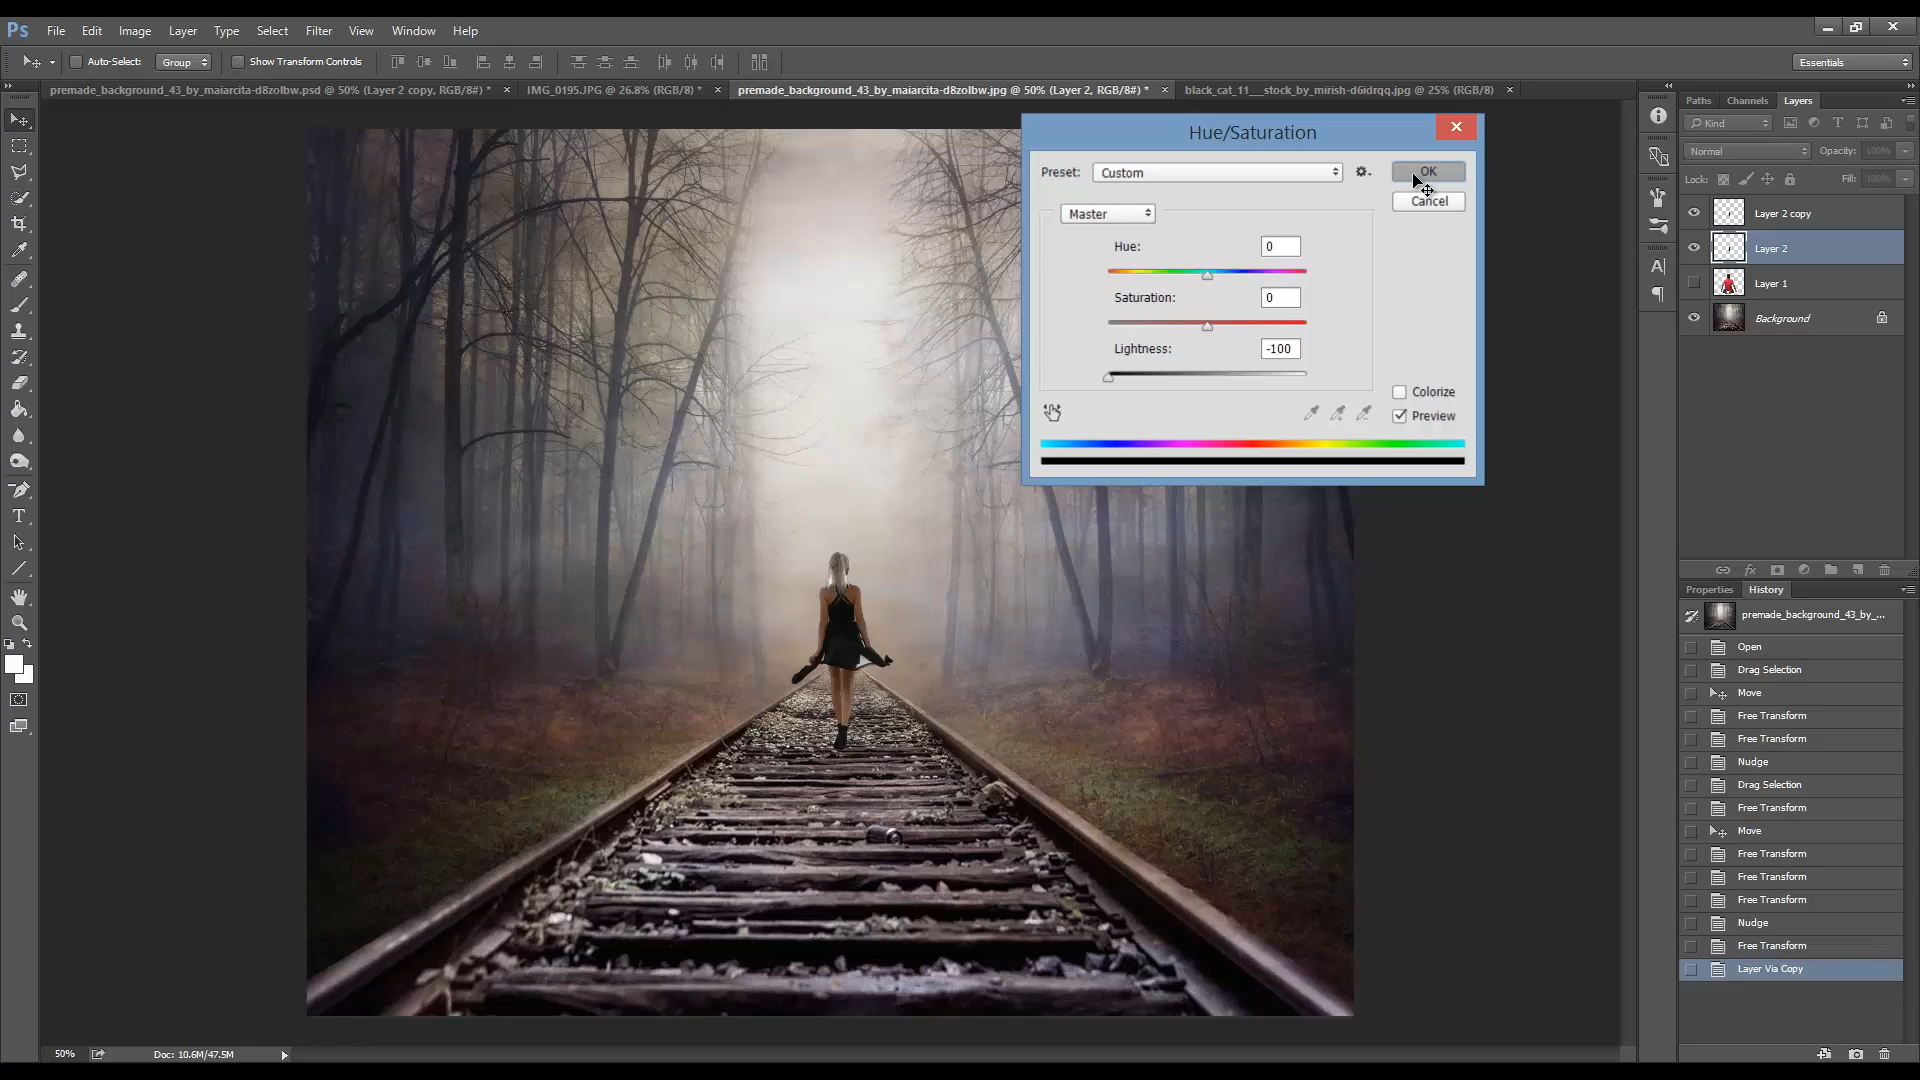 Ps File Edit Image Layer Type Select Filter View Window Help
Auto-Select: Group Show Transform Controls Essentials
premade_background_43_by_maiarcita-d8zolbw.psd @ 50% (Layer 2 copy, RGB/8#) * × IMG_0195.JPG @ 26.8% (RGB/8) * × premade_background_43_by_maiarcita-d8zolbw.jpg @ 50% (Layer 2, RGB/8#) * × black_cat_11___stock_by_mirish-d6idrqq.jpg @ 25% (RGB/8) ×
Paths Channels Layers
Kind
Normal Opacity: 100%
Lock: Fill: 100%
Layer 2 copy
Layer 2
Layer 1
Background
Hue/Saturation
Preset: Custom OK
Cancel
Master
Hue: 0
Saturation: 0
Lightness: -100
Colorize
Preview
Properties History
premade_background_43_by_...
Open
Drag Selection
Move
Free Transform
Free Transform
Nudge
Drag Selection
Free Transform
Move
Free Transform
Free Transform
Free Transform
Nudge
Free Transform
Layer Via Copy
50% Doc: 10.6M/47.5M